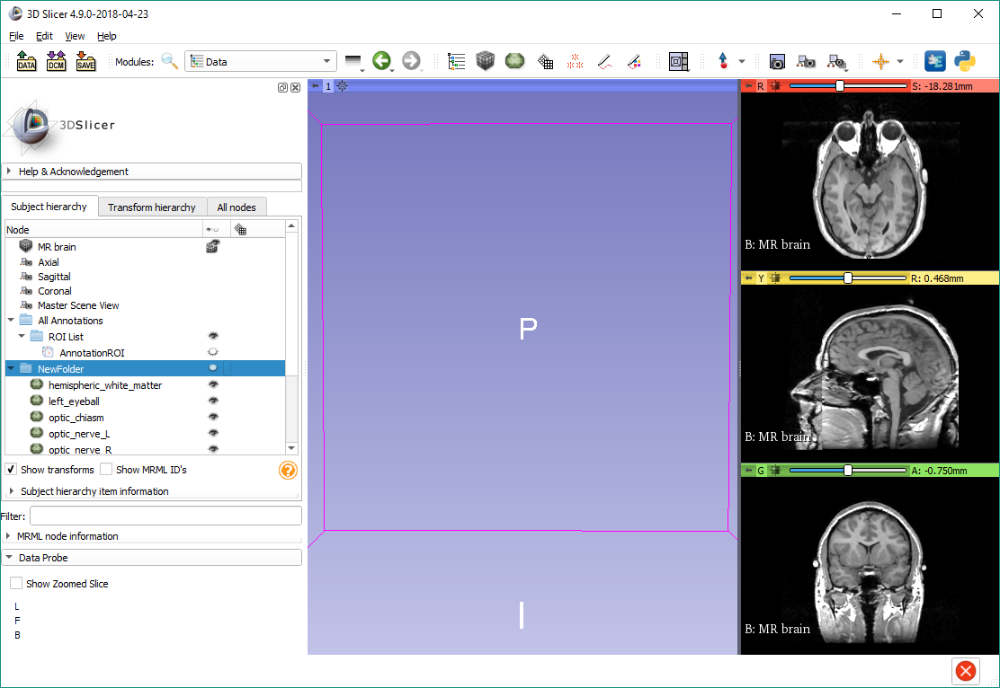 3D Slicer 4.9.0-2018-04-23
File Edit View Help
DATA DCM SAVE Modules: Data
1
R S: -18.281mm
3DSlicer
Help & Acknowledgement
Subject hierarchy Transform hierarchy All nodes
Node
MR brain
Axial
Sagittal
Coronal
Master Scene View
All Annotations
ROI List
AnnotationROI
NewFolder
hemispheric_white_matter
left_eyeball
optic_chiasm
optic_nerve_L
optic_nerve_R
Show transforms Show MRML ID's
Subject hierarchy item information
Filter:
MRML node information
Data Probe
Show Zoomed Slice
L
F
B
P
I
B: MR brain
Y R: 0.468mm
B: MR brain
G A: -0.750mm
B: MR brain